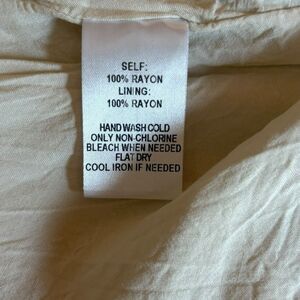 SELF:
100% RAYON
LINING:
100% RAYON
HAND WASH COLD
ONLY NON-CHLORINE
BLEACH WHEN NEEDED
FLAT DRY
COOL IRON IF NEEDED